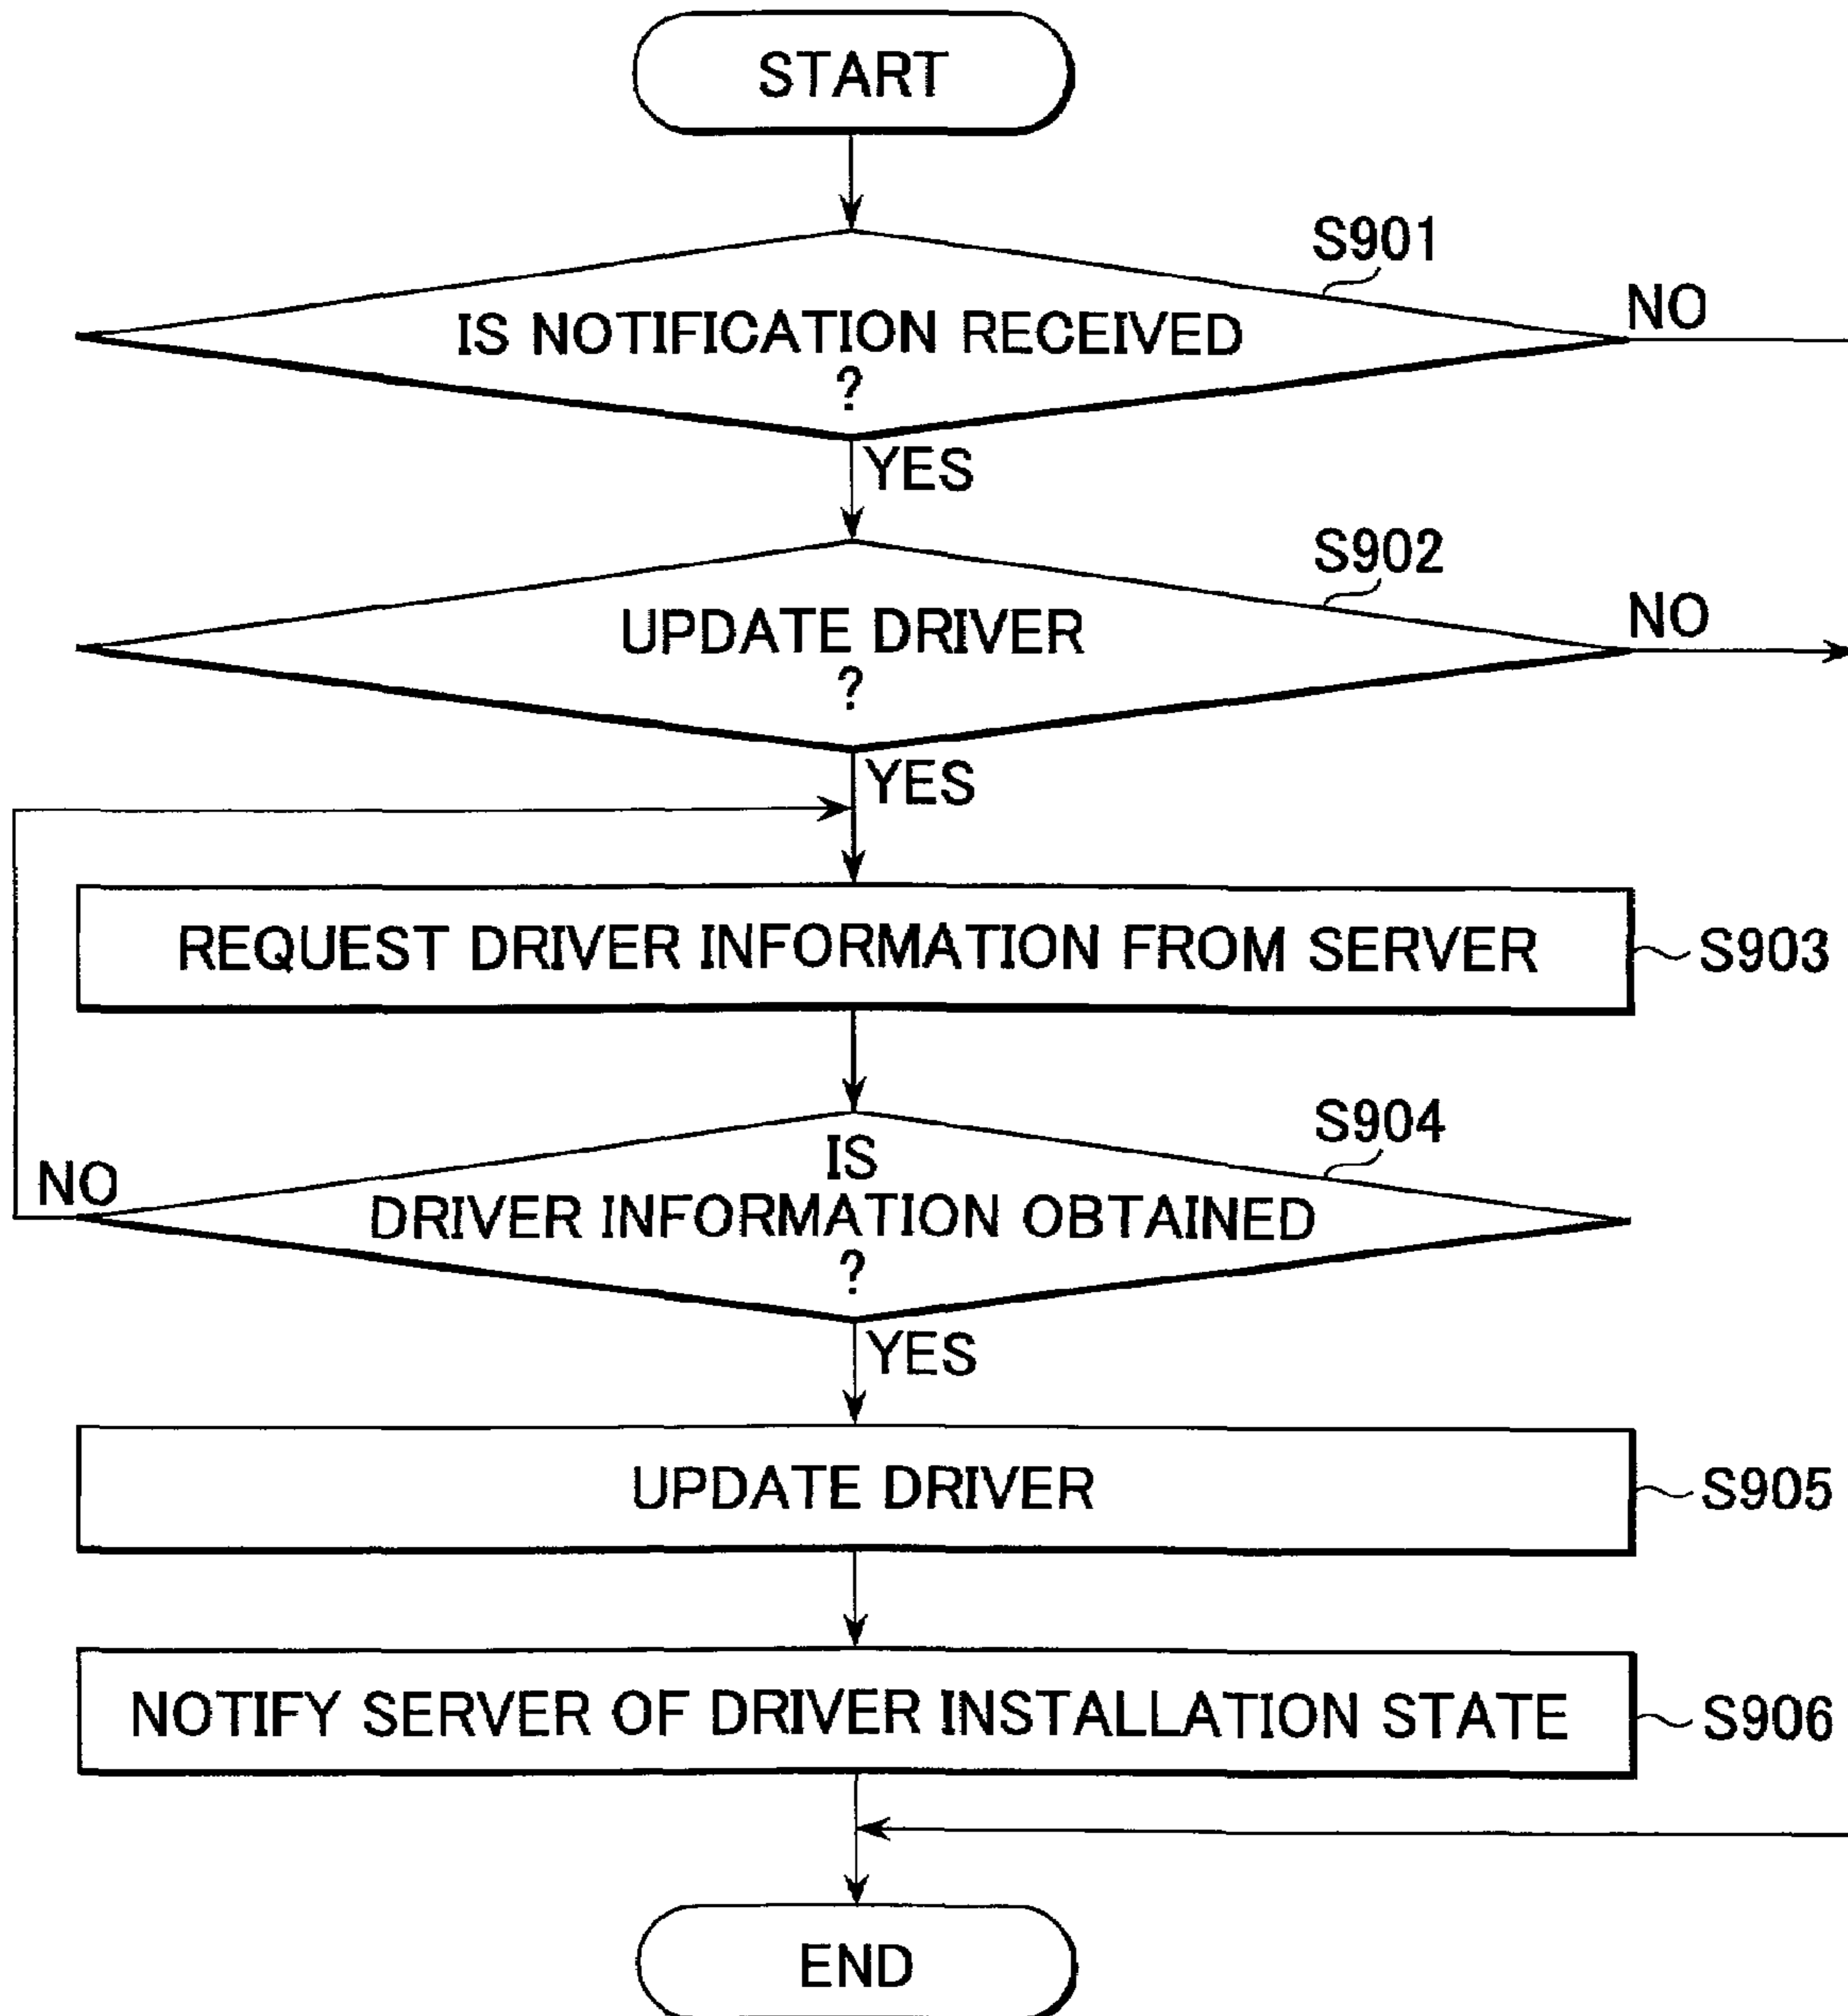 START
S901
IS NOTIFICATION RECEIVED
?
NO
YES
S902
UPDATE DRIVER
?
NO
YES
REQUEST DRIVER INFORMATION FROM SERVER
S903
S904
IS
DRIVER INFORMATION OBTAINED
?
NO
YES
UPDATE DRIVER
S905
NOTIFY SERVER OF DRIVER INSTALLATION STATE
S906
END